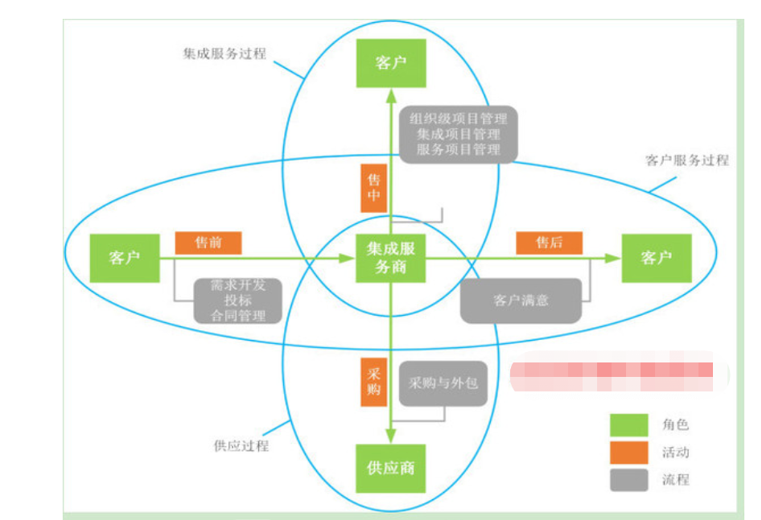 集成服务过程
客户
组织级项目管理
集成项目管理
服务项目管理
客户服务过程
售
中
客户
售前
集成服
务商
售后
客户
需求开发
投标
合同管理
客户满意
采
购
采购与外包
供应过程
供应商
角色
活动
流程